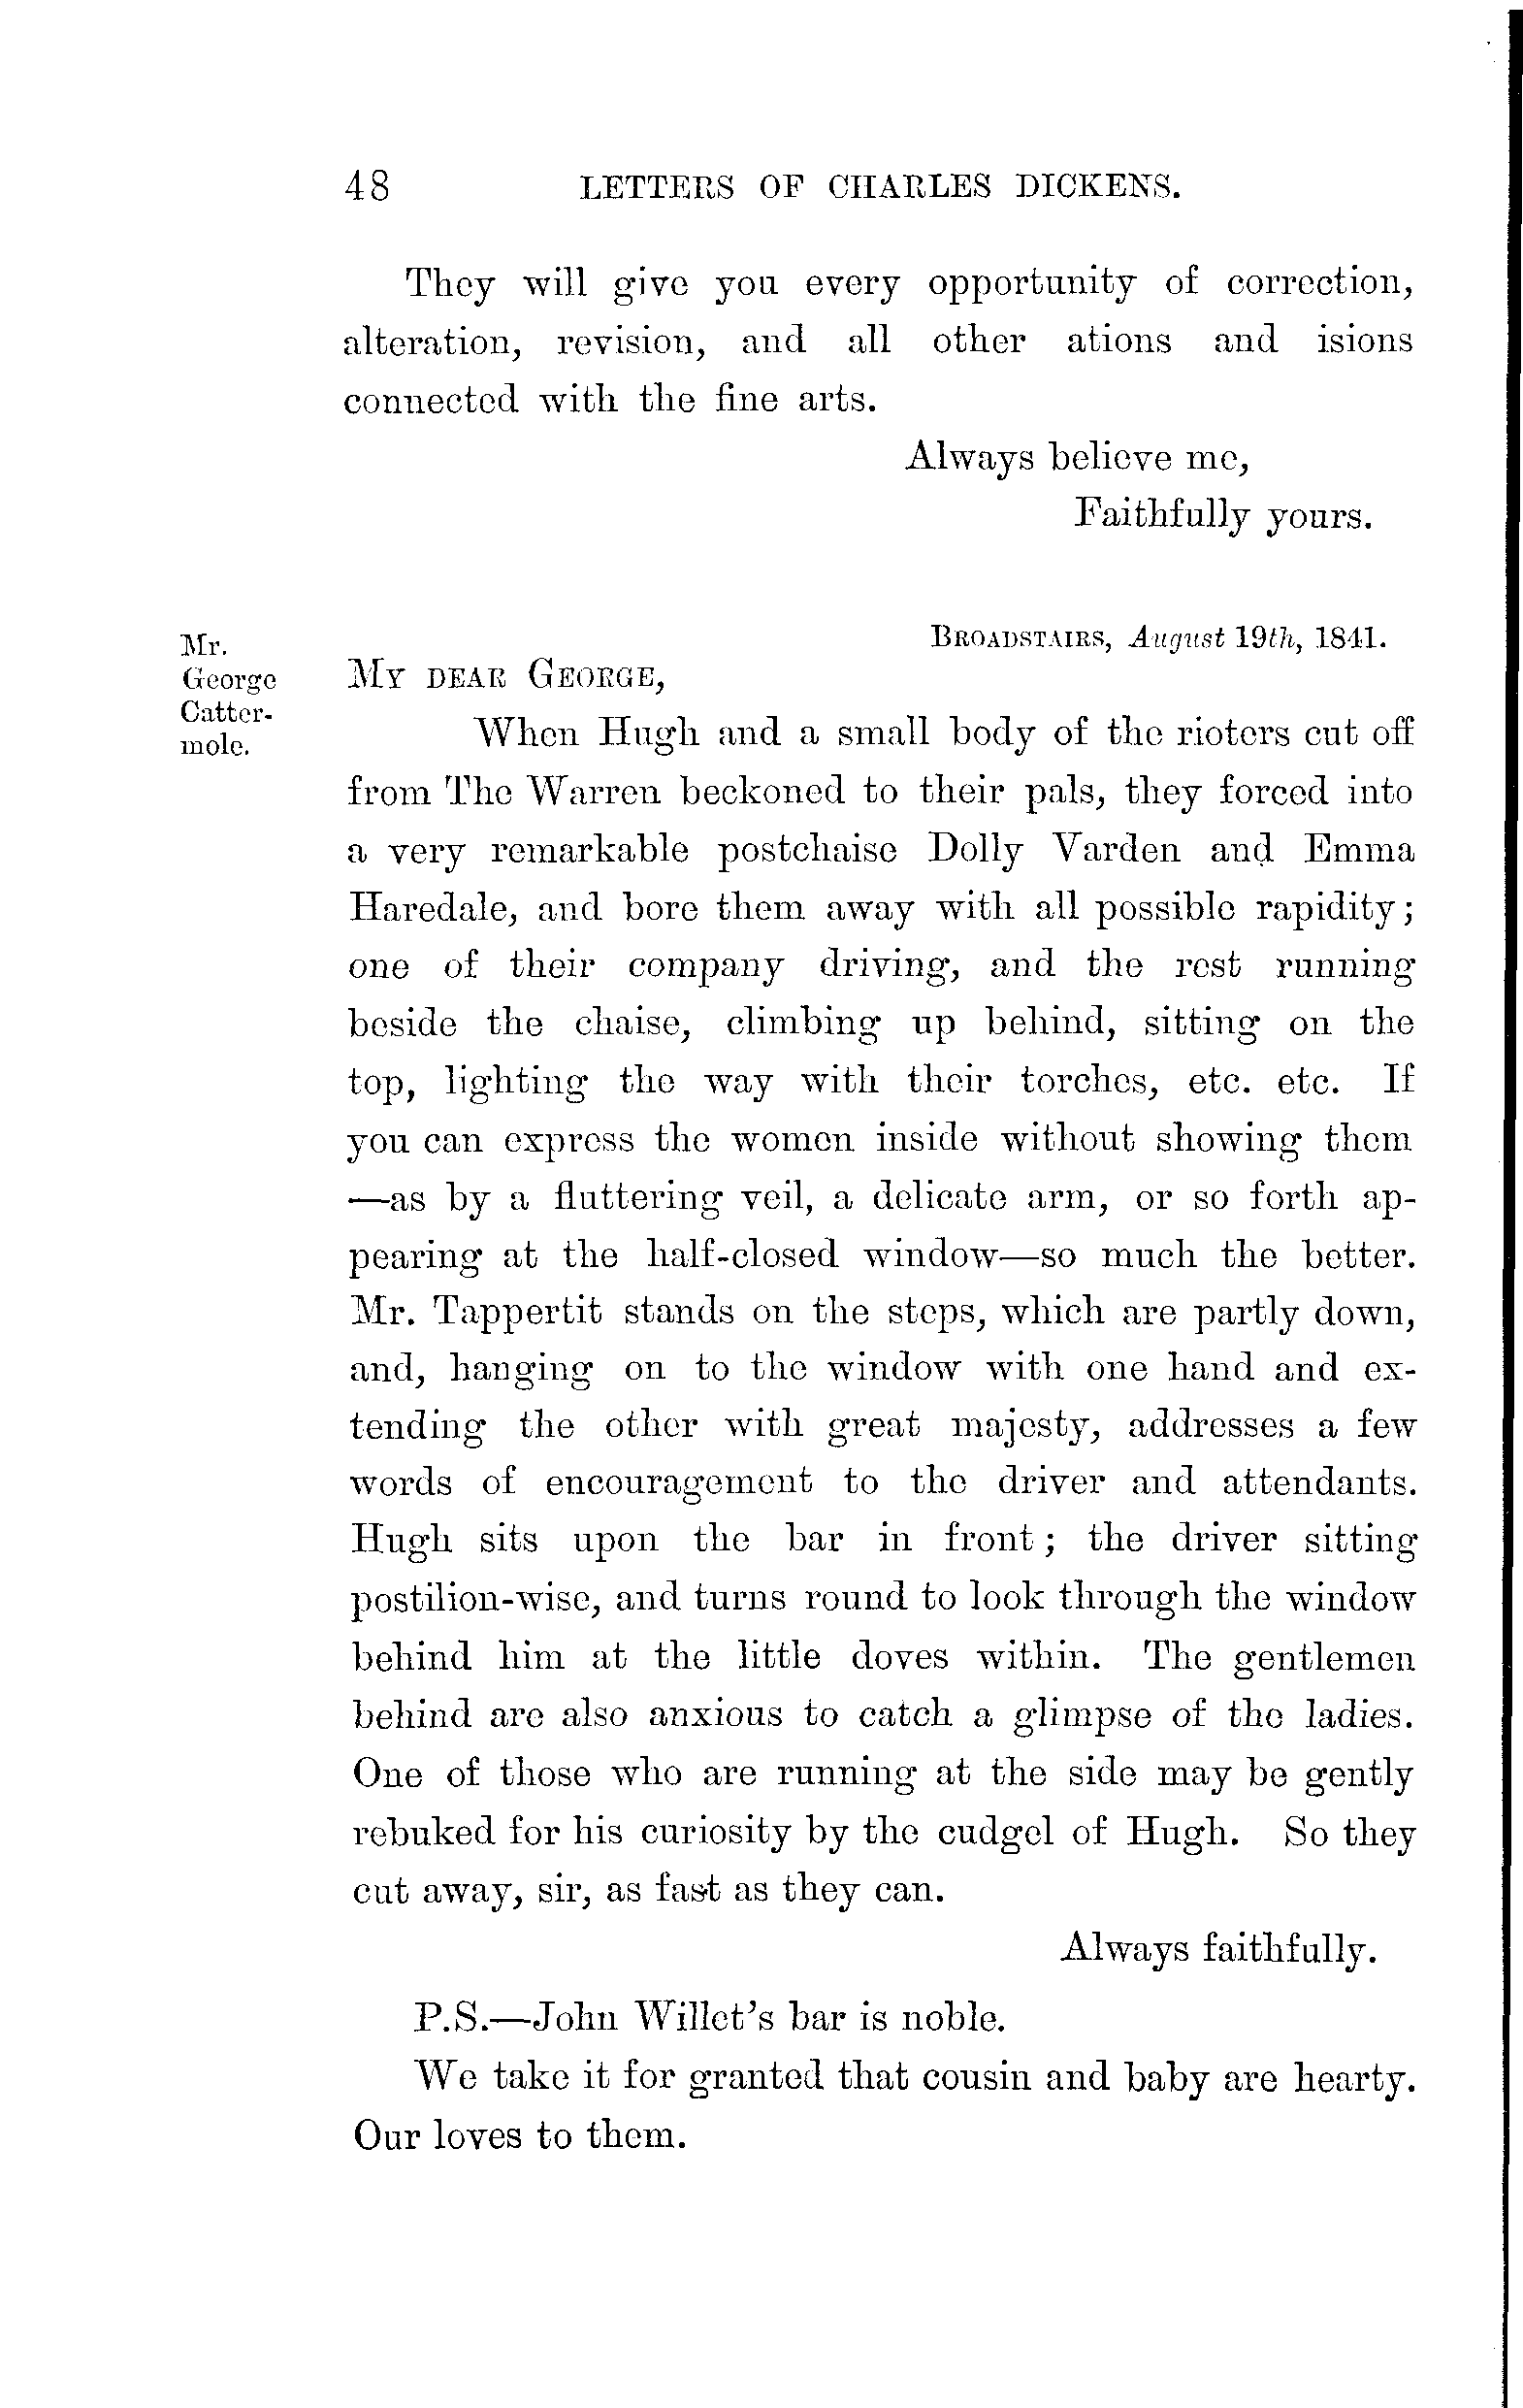 48 LETTERS OF CHARLES DICKENS.
They will give you every opportunity of correction,
alteration, revision, and all other ations and isions
connected with the fine arts.
Always believe me,
Faithfully yours.
Mr.
George
Catter-
mole.
BROADSTAIRS, August 19th, 1841.
MY DEAR GEORGE,
When Hugh and a small body of the rioters cut off
from The Warren beckoned to their pals, they forced into
a very remarkable postchaise Dolly Varden and Emma
Haredale, and bore them away with all possible rapidity;
one of their company driving, and the rest running
beside the chaise, climbing up behind, sitting on the
top, lighting the way with their torches, etc. etc. If
you can express the women inside without showing them
—as by a fluttering veil, a delicate arm, or so forth ap-
pearing at the half-closed window—so much the better.
Mr. Tappertit stands on the steps, which are partly down,
and, hanging on to the window with one hand and ex-
tending the other with great majesty, addresses a few
words of encouragement to the driver and attendants.
Hugh sits upon the bar in front; the driver sitting
postilion-wise, and turns round to look through the window
behind him at the little doves within. The gentlemen
behind are also anxious to catch a glimpse of the ladies.
One of those who are running at the side may be gently
rebuked for his curiosity by the cudgel of Hugh. So they
cut away, sir, as fast as they can.
Always faithfully.
P.S.—John Willet's bar is noble.
We take it for granted that cousin and baby are hearty.
Our loves to them.